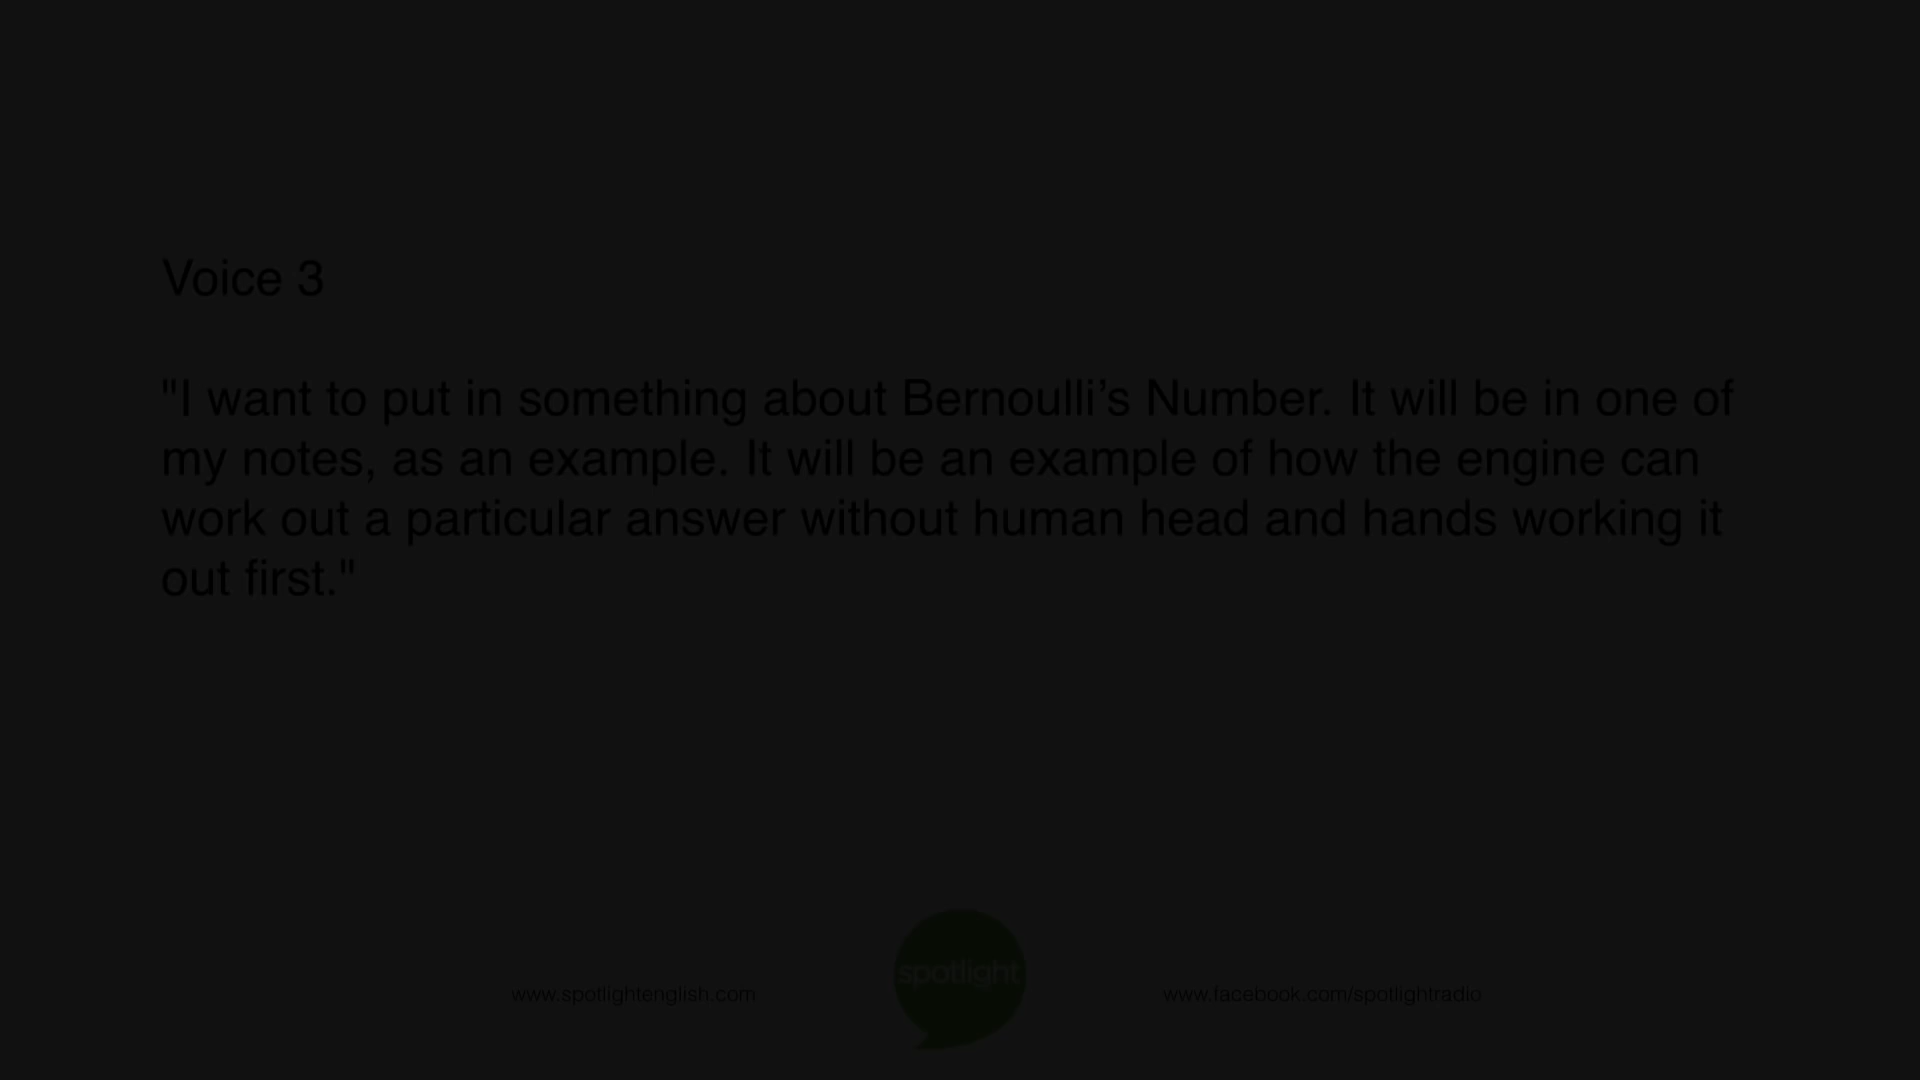 Voice 3
"I want to put in something about Bernoulli’s Number. It will be in one of
my notes, as an example. It will be an example of how the engine can
work out a particular answer without human head and hands working it
out first."
spotlight
www.spotlightenglish.com
www.facebook.com/spotlightradio